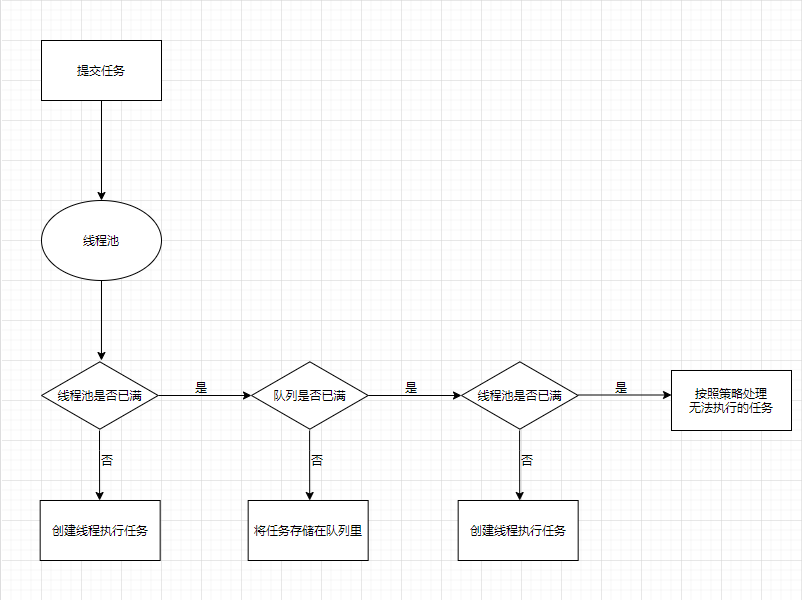 提交任务
线程池
线程池是否已满
是
队列是否已满
是
线程池是否已满
是
按照策略处理
无法执行的任务
否
否
否
创建线程执行任务
将任务存储在队列里
创建线程执行任务